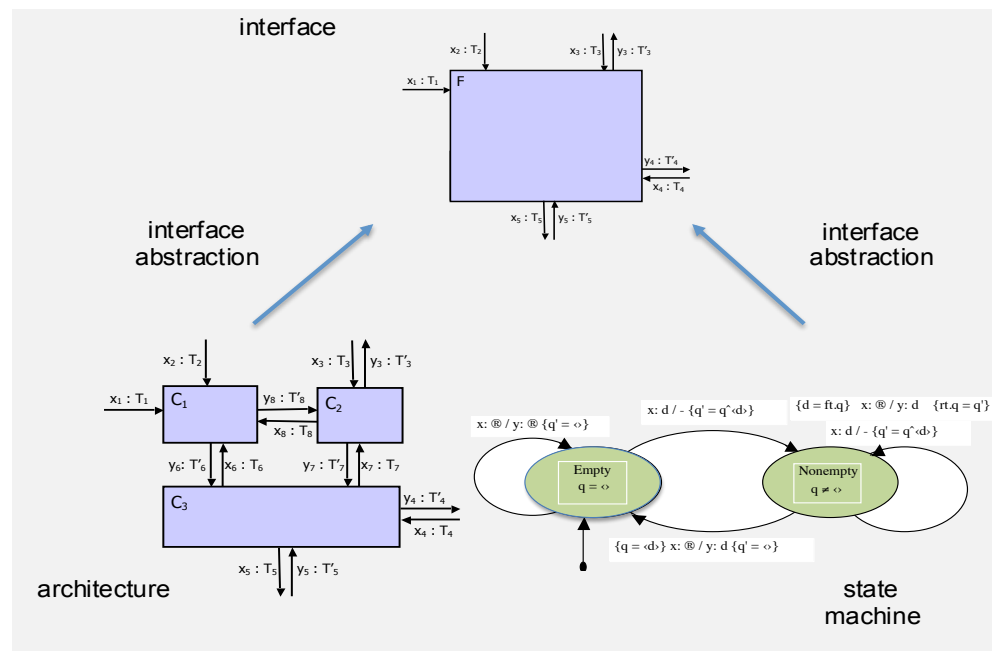 interface
x₂ : T₂
x₃ : T₃
y₃ : T'₃
x₁ : T₁
F
y₄ : T'₄
x₄ : T₄
x₅ : T₅
y₅ : T'₅
interface
abstraction
interface
abstraction
x₂ : T₂
x₃ : T₃
y₃ : T'₃
x₁ : T₁
C₁
y₈ : T'₈
x₈ : T₈
C₂
y₆: T'₆
x₆ : T₆
y₇ : T'₇
x₇ : T₇
C₃
y₄ : T'₄
x₄ : T₄
x₅ : T₅
y₅ : T'₅
architecture
x: ® / y: ® {q' = ‹›}
x: d / - {q' = q^‹d›}
{d = ft.q} x: ® / y: d {rt.q = q'}
x: d / - {q' = q^‹d›}
Empty
q = ‹›
Nonempty
q ≠ ‹›
{q = ‹d›} x: ® / y: d {q' = ‹›}
state
machine